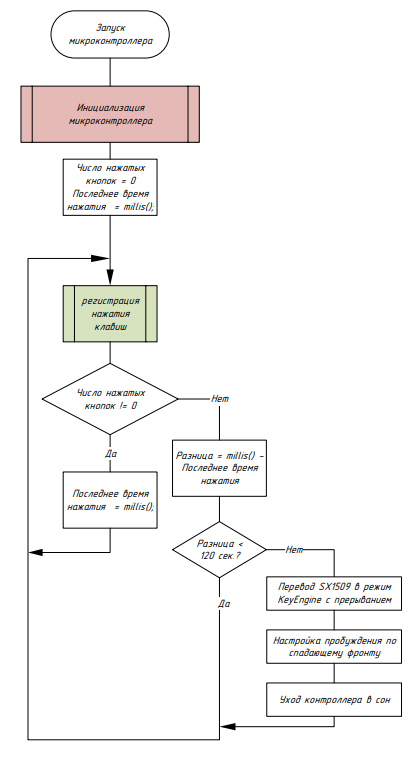 Запуск
микроконтроллера
Инициализация
микроконтроллера
Число нажатых
кнопок = 0
Последнее время
нажатия = millis();
регистрация
нажатия
клавиш
Число нажатых
кнопок != 0
Нет
Да
Разница = millis() –
Последнее время
нажатия
Последнее время
нажатия = millis();
Разница <
120 сек.?
Нет
Да
Перевод SX1509 в режим
KeyEngine с прерыванием
Настройка пробуждения по
спадающему фронту
Уход контроллера в сон